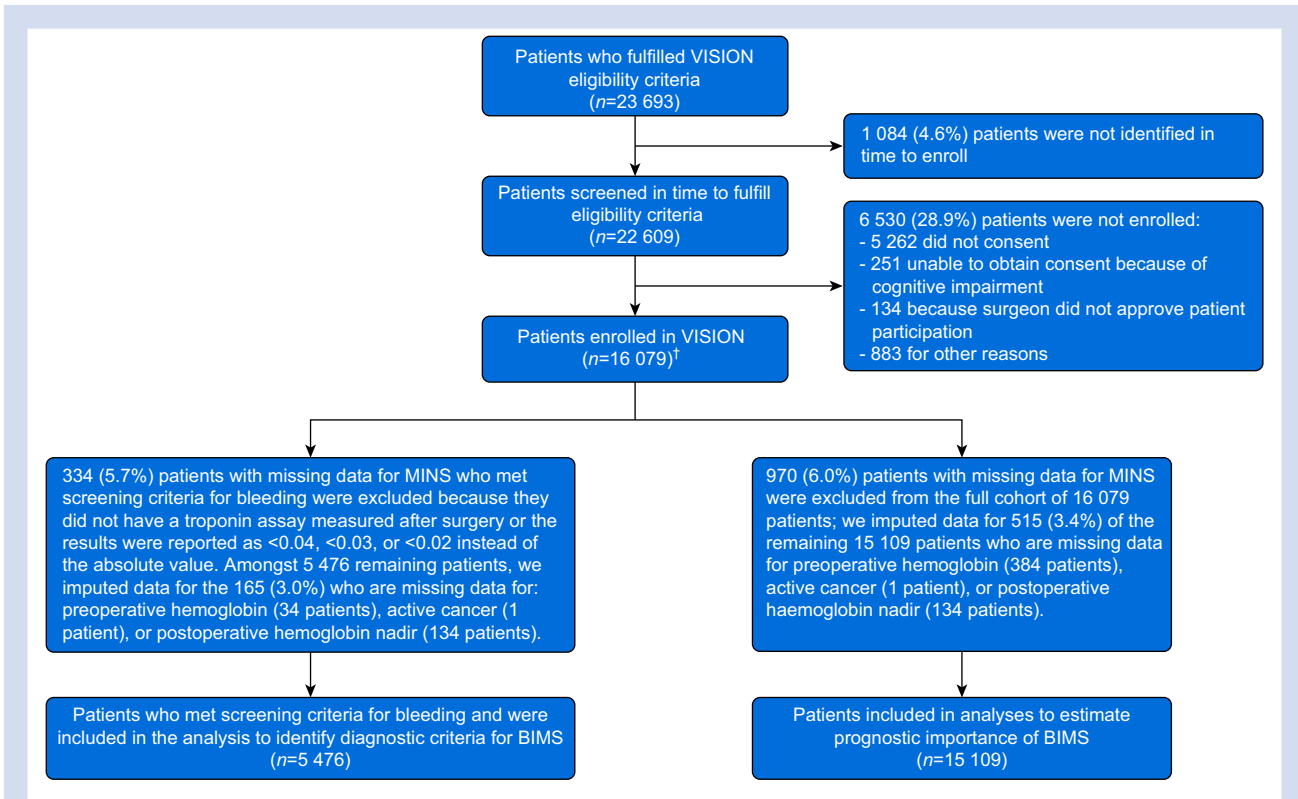 Patients who fulfilled VISION
eligibility criteria
(n=23 693)
1 084 (4.6%) patients were not identified in
time to enroll
Patients screened in time to fulfill
eligibility criteria
(n=22 609)
6 530 (28.9%) patients were not enrolled:
- 5 262 did not consent
- 251 unable to obtain consent because of
cognitive impairment
- 134 because surgeon did not approve patient
participation
- 883 for other reasons
Patients enrolled in VISION
(n=16 079)†
334 (5.7%) patients with missing data for MINS who met
screening criteria for bleeding were excluded because they
did not have a troponin assay measured after surgery or the
results were reported as <0.04, <0.03, or <0.02 instead of
the absolute value. Amongst 5 476 remaining patients, we
imputed data for the 165 (3.0%) who are missing data for:
preoperative hemoglobin (34 patients), active cancer (1
patient), or postoperative hemoglobin nadir (134 patients).
970 (6.0%) patients with missing data for MINS
were excluded from the full cohort of 16 079
patients; we imputed data for 515 (3.4%) of the
remaining 15 109 patients who are missing data
for preoperative hemoglobin (384 patients),
active cancer (1 patient), or postoperative
haemoglobin nadir (134 patients).
Patients who met screening criteria for bleeding and were
included in the analysis to identify diagnostic criteria for BIMS
(n=5 476)
Patients included in analyses to estimate
prognostic importance of BIMS
(n=15 109)